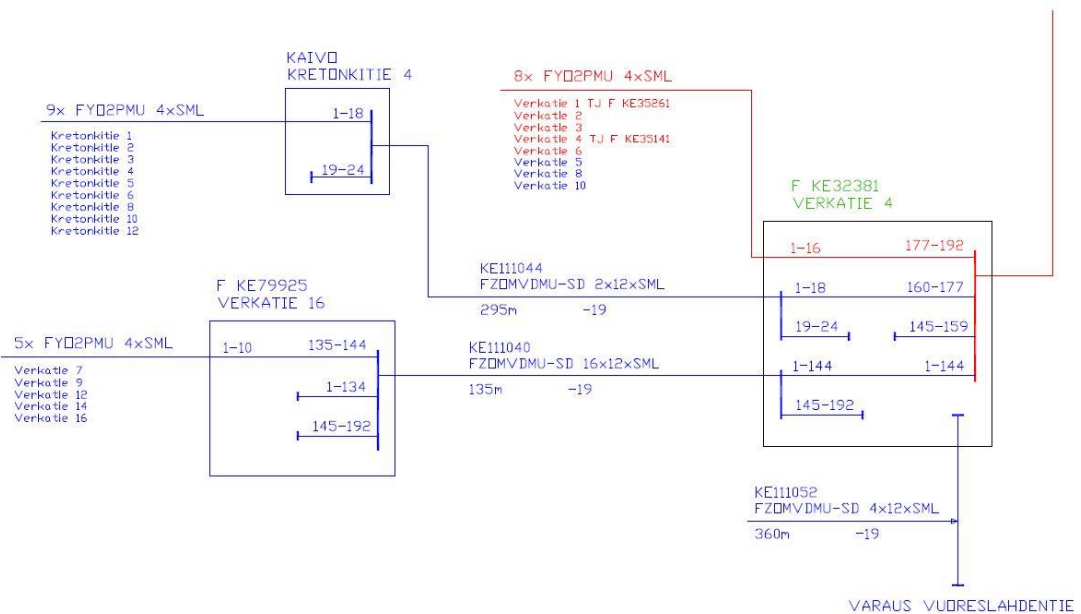 KAIVO
KRETONKITIE 4
9x FYO2PMU 4xSML
1-18
19-24
Kretonkitie 1
Kretonkitie 2
Kretonkitie 3
Kretonkitie 4
Kretonkitie 5
Kretonkitie 6
Kretonkitie 8
Kretonkitie 10
Kretonkitie 12
8x FYO2PMU 4xSML
Verkatie 1 TJ F KE35261
Verkatie 2
Verkatie 3
Verkatie 4 TJ F KE35141
Verkatie 6
Verkatie 5
Verkatie 8
Verkatie 10
F KE32381
VERKATIE 4
1-16 177-192
1-18 160-177
19-24 145-159
1-144 1-144
145-192
KE111044
FZOMVDMU-SD 2x12xSML
295m -19
F KE79925
VERKATIE 16
5x FYO2PMU 4xSML
1-10 135-144
1-134
145-192
Verkatie 7
Verkatie 9
Verkatie 12
Verkatie 14
Verkatie 16
KE111040
FZOMVDMU-SD 16x12xSML
135m -19
KE111052
FZOMVDMU-SD 4x12xSML
360m -19
VARAUS VUORESLAHDENTIE